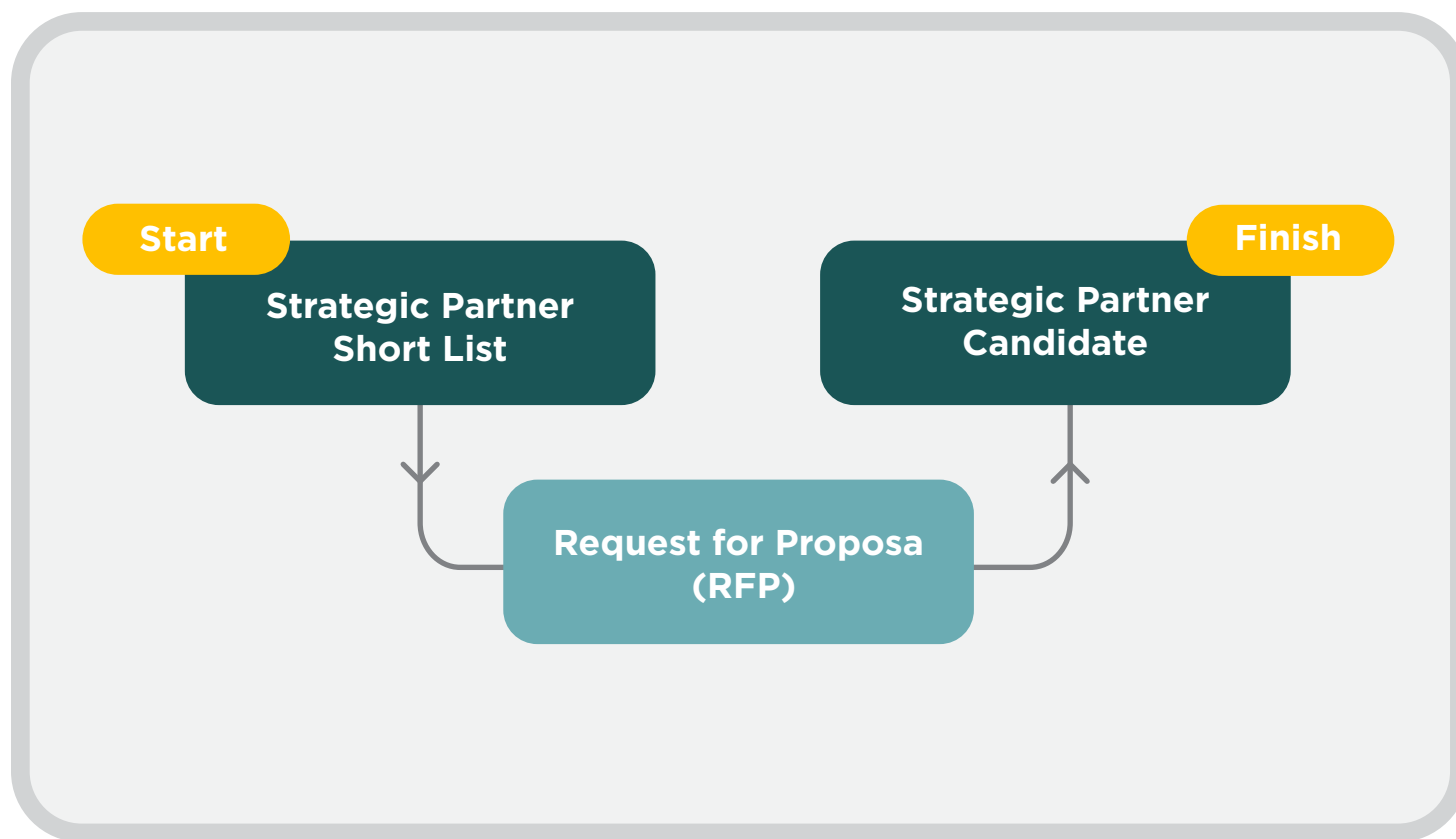 Start
Strategic Partner
Short List
Finish
Strategic Partner
Candidate
Request for Proposa
(RFP)